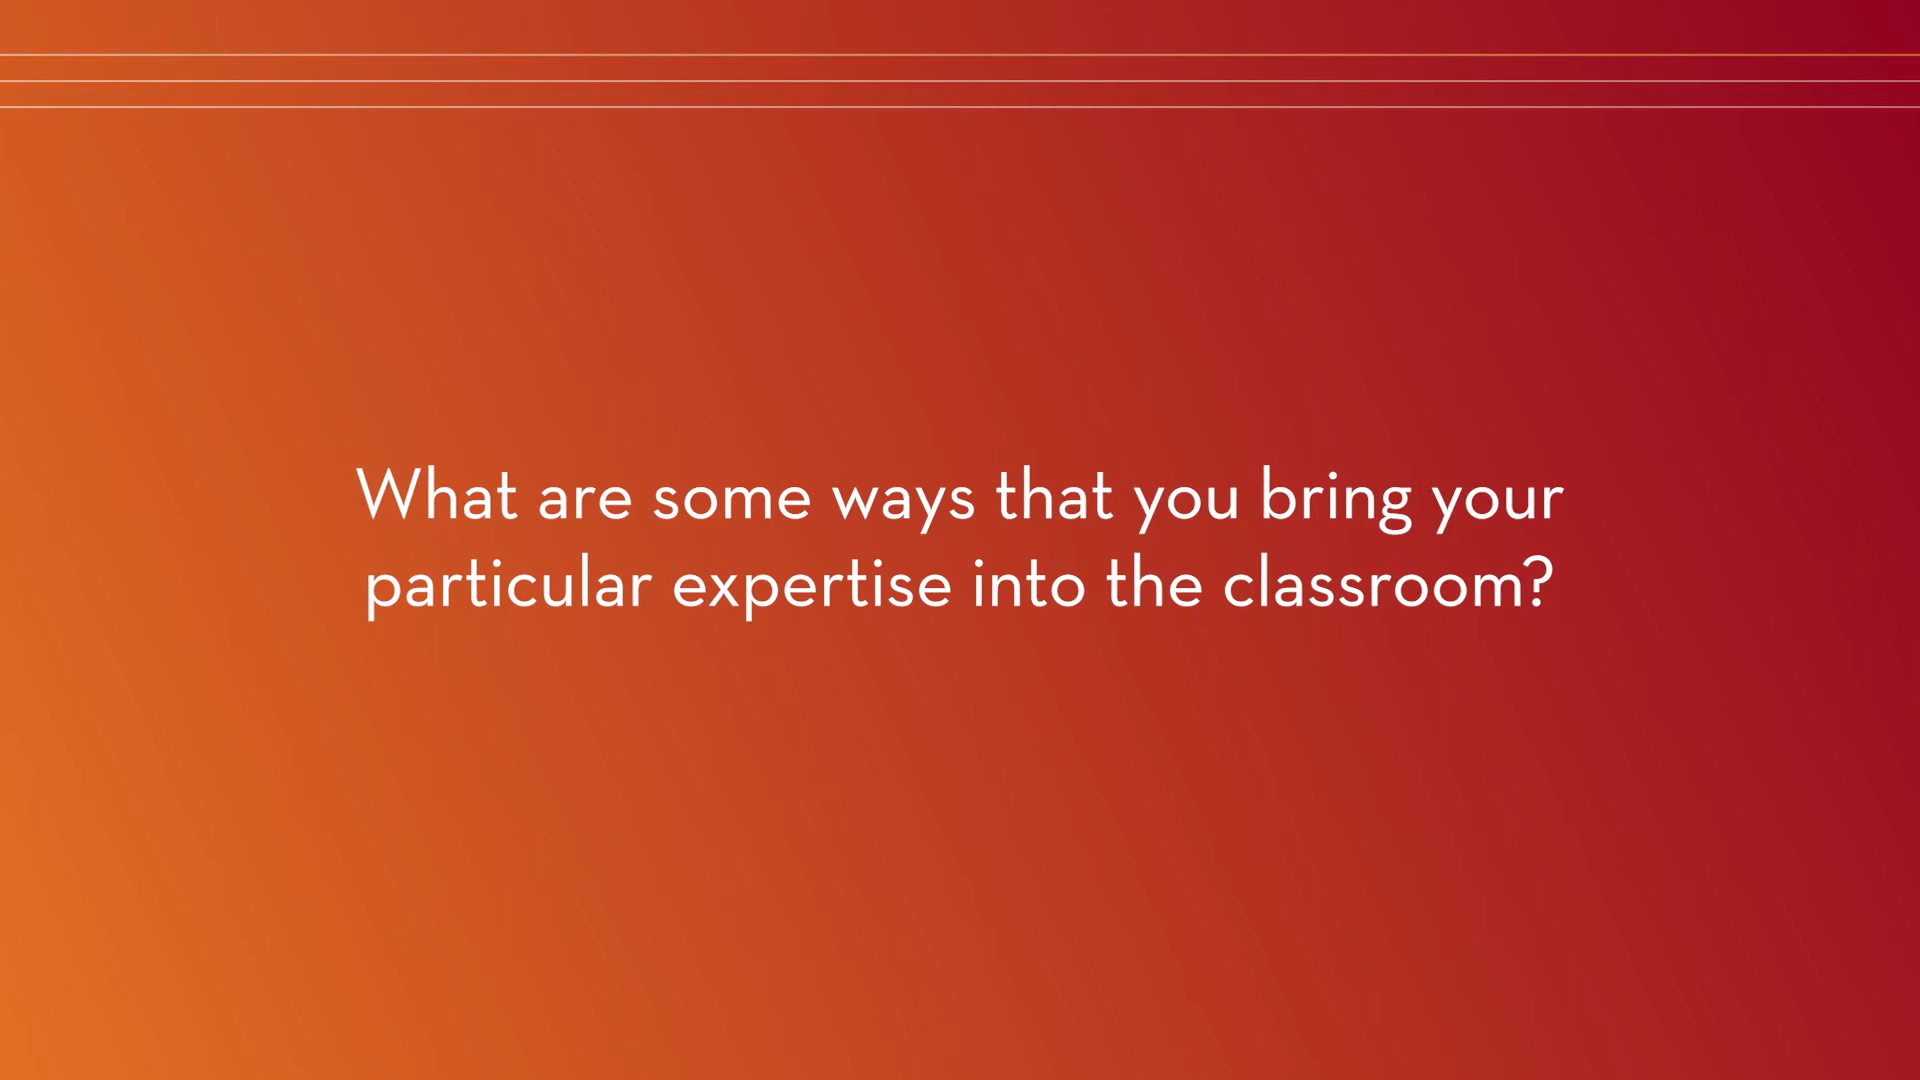 What are some ways that you bring your
particular expertise into the classroom?